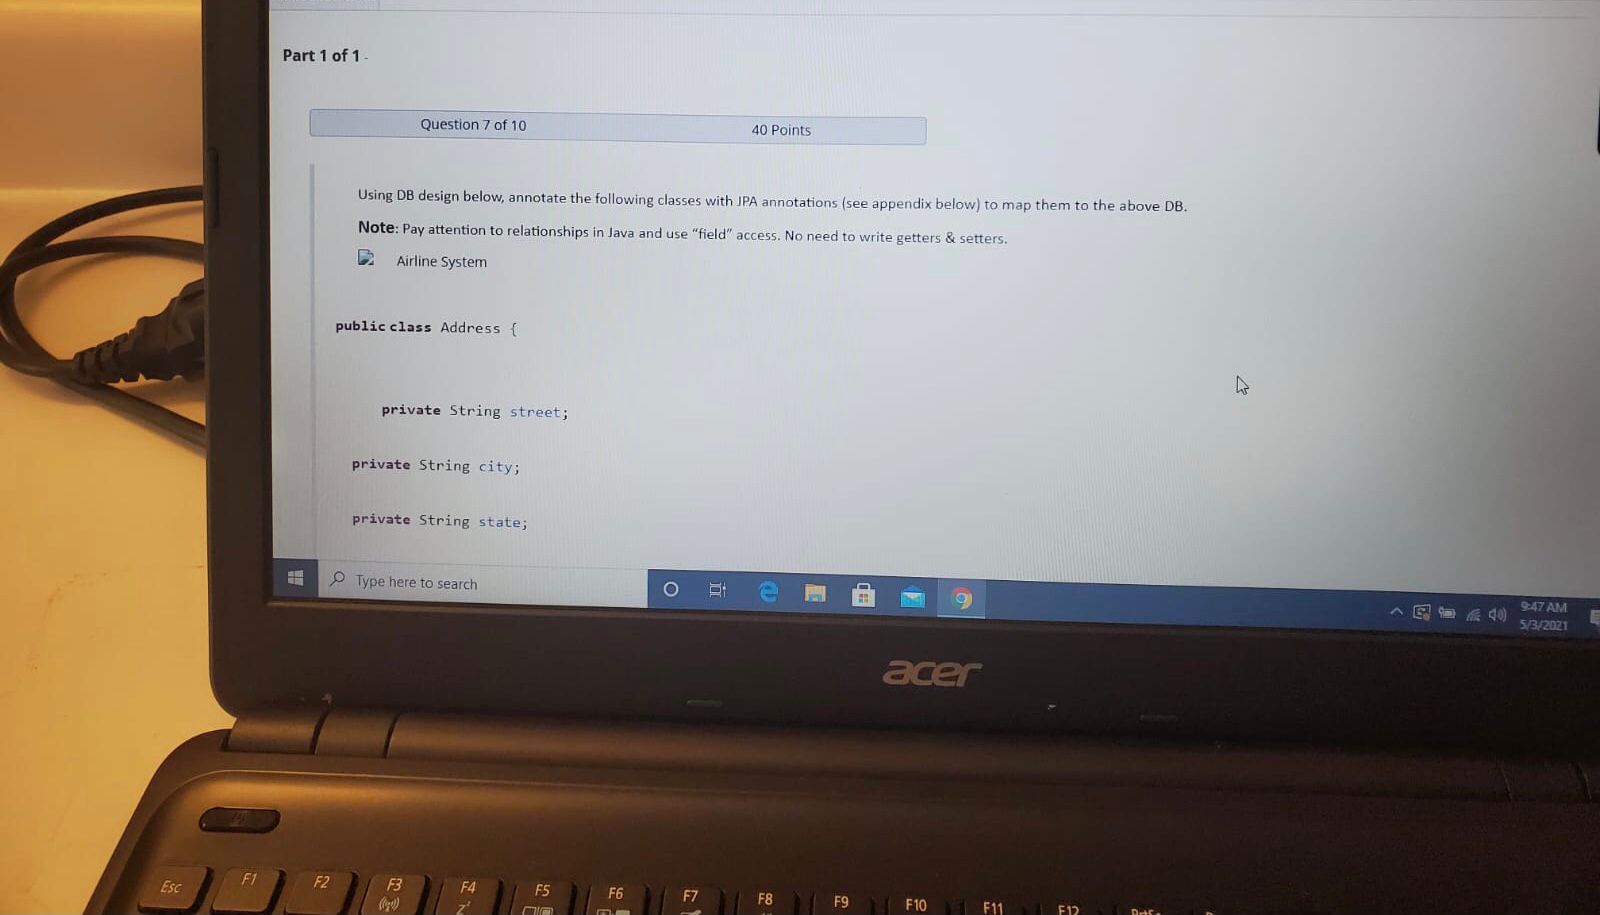 Part 1 of 1 -
Question 7 of 10 40 Points
Using DB design below, annotate the following classes with JPA annotations (see appendix below) to map them to the above DB.
Note: Pay attention to relationships in Java and use “field” access. No need to write getters & setters.
Airline System
public class Address {
private String street;
private String city;
private String state;
Type here to search
9:47 AM
5/3/2021
acer
Esc F1 F2 F3 F4 F5 F6 F7 F8 F9 F10 F11 F12